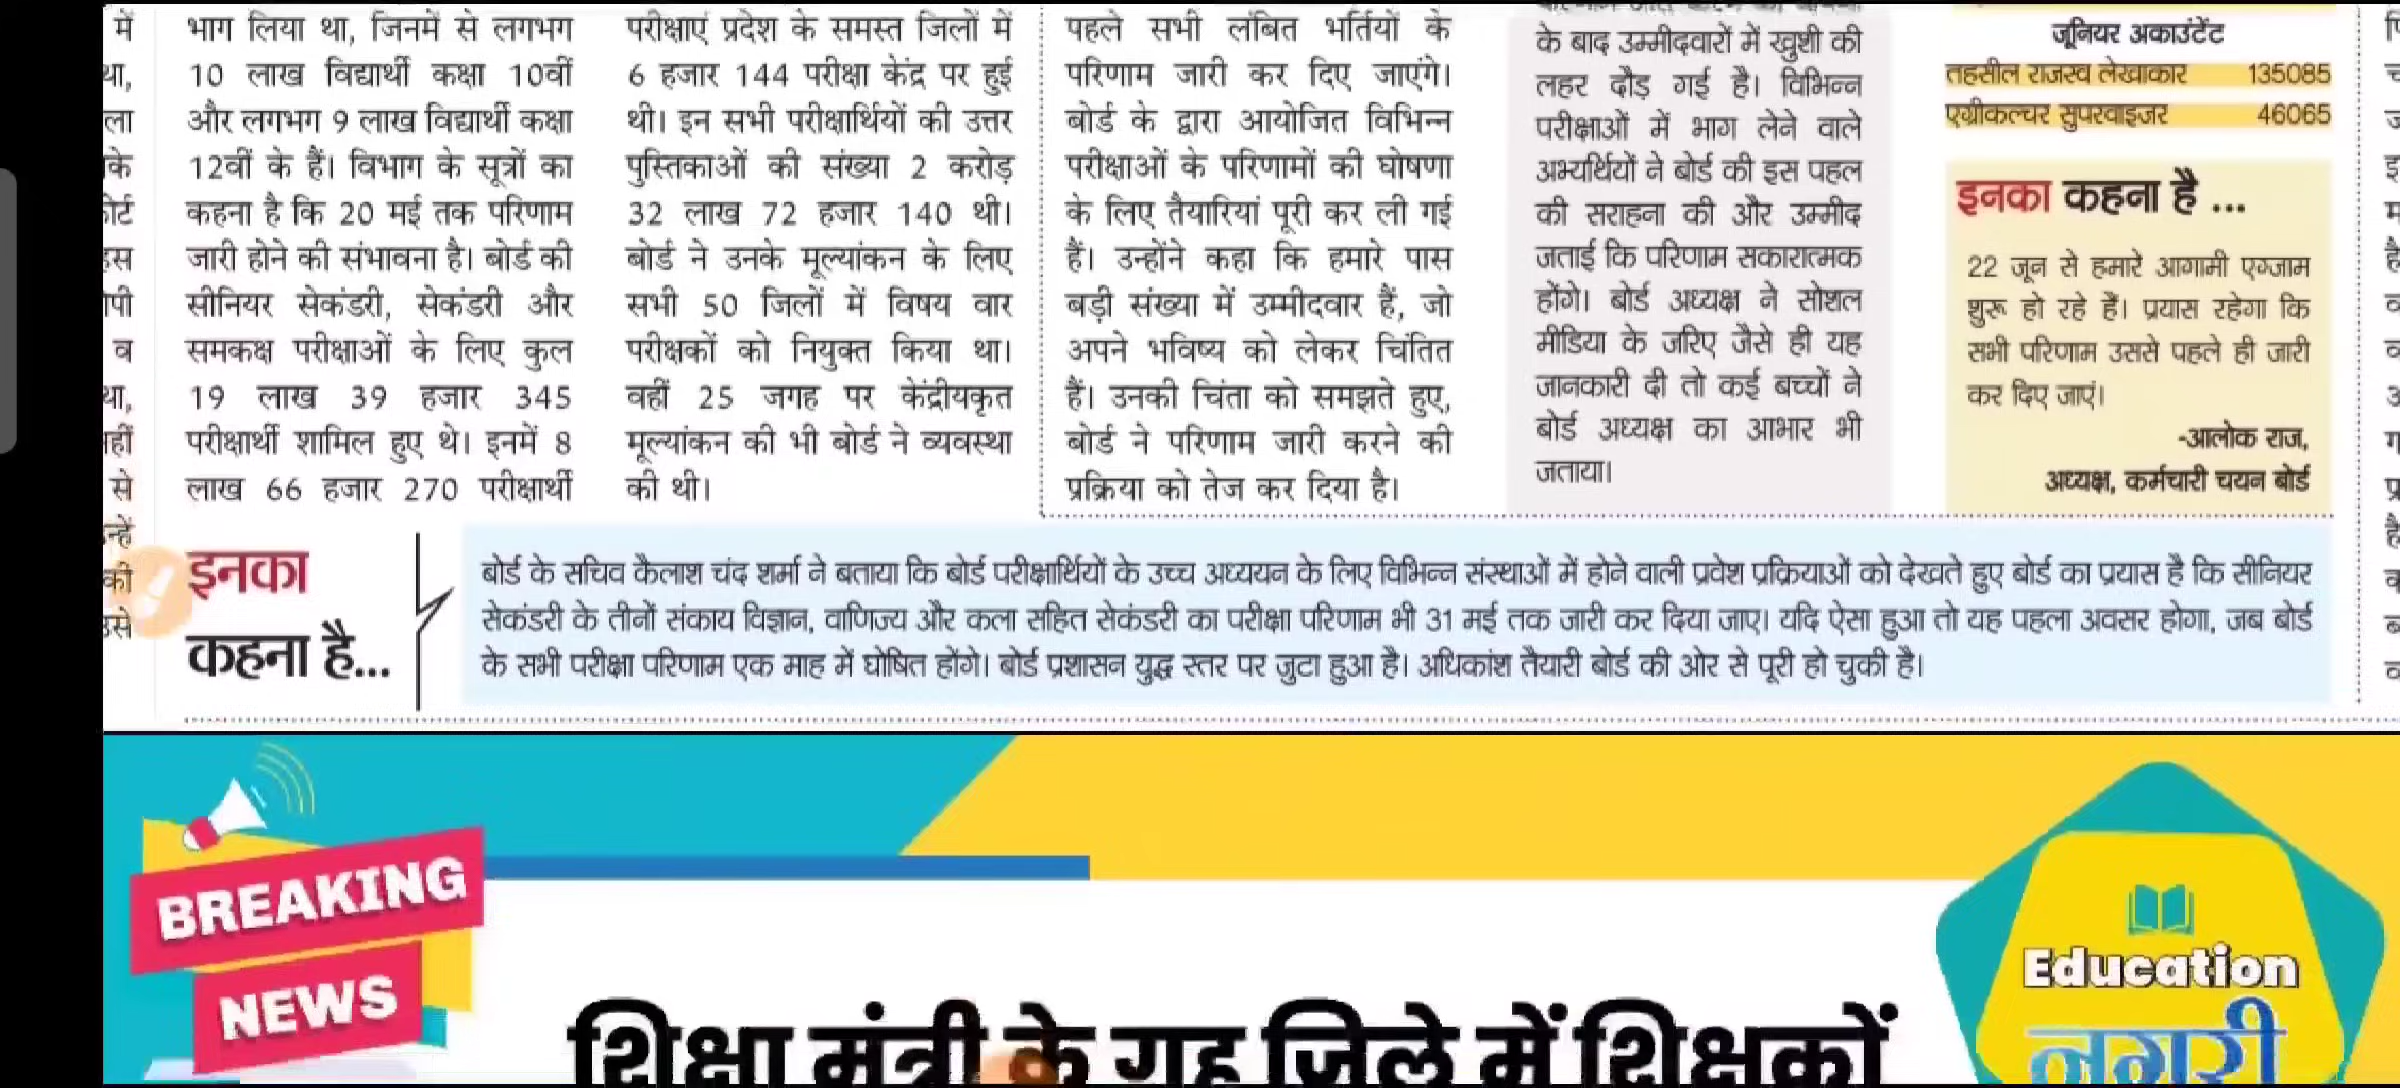 में
था,
ला
के
ोर्ट
इस
पी
व
था,
हीं
से
न्हें
की
इसे
भाग लिया था, जिनमें से लगभग
10 लाख विद्यार्थी कक्षा 10वीं
और लगभग 9 लाख विद्यार्थी कक्षा
12वीं के हैं। विभाग के सूत्रों का
कहना है कि 20 मई तक परिणाम
जारी होने की संभावना है। बोर्ड की
सीनियर सेकंडरी, सेकंडरी और
समकक्ष परीक्षाओं के लिए कुल
19 लाख 39 हजार 345
परीक्षार्थी शामिल हुए थे। इनमें 8
लाख 66 हजार 270 परीक्षार्थी
परीक्षाएं प्रदेश के समस्त जिलों में
6 हजार 144 परीक्षा केंद्र पर हुई
थी। इन सभी परीक्षार्थियों की उत्तर
पुस्तिकाओं की संख्या 2 करोड़
32 लाख 72 हजार 140 थी।
बोर्ड ने उनके मूल्यांकन के लिए
सभी 50 जिलों में विषय वार
परीक्षकों को नियुक्त किया था।
वहीं 25 जगह पर केंद्रीयकृत
मूल्यांकन की भी बोर्ड ने व्यवस्था
की थी।
पहले सभी लंबित भर्तियों के
परिणाम जारी कर दिए जाएंगे।
बोर्ड के द्वारा आयोजित विभिन्न
परीक्षाओं के परिणामों की घोषणा
के लिए तैयारियां पूरी कर ली गई
हैं। उन्होंने कहा कि हमारे पास
बड़ी संख्या में उम्मीदवार हैं, जो
अपने भविष्य को लेकर चिंतित
हैं। उनकी चिंता को समझते हुए,
बोर्ड ने परिणाम जारी करने की
प्रक्रिया को तेज कर दिया है।
के बाद उम्मीदवारों में खुशी की
लहर दौड़ गई है। विभिन्न
परीक्षाओं में भाग लेने वाले
अभ्यर्थियों ने बोर्ड की इस पहल
की सराहना की और उम्मीद
जताई कि परिणाम सकारात्मक
होंगे। बोर्ड अध्यक्ष ने सोशल
मीडिया के जरिए जैसे ही यह
जानकारी दी तो कई बच्चों ने
बोर्ड अध्यक्ष का आभार भी
जताया।
जूनियर अकाउंटेंट
तहसील राजस्व लेखाकार 135085
एग्रीकल्चर सुपरवाइजर 46065
इनका कहना है ...
22 जून से हमारे आगामी एग्जाम
शुरू हो रहे हैं। प्रयास रहेगा कि
सभी परिणाम उससे पहले ही जारी
कर दिए जाएं।
-आलोक राज,
अध्यक्ष, कर्मचारी चयन बोर्ड
इनका
कहना है...
बोर्ड के सचिव कैलाश चंद शर्मा ने बताया कि बोर्ड परीक्षार्थियों के उच्च अध्ययन के लिए विभिन्न संस्थाओं में होने वाली प्रवेश प्रक्रियाओं को देखते हुए बोर्ड का प्रयास है कि सीनियर
सेकंडरी के तीनों संकाय विज्ञान, वाणिज्य और कला सहित सेकंडरी का परीक्षा परिणाम भी 31 मई तक जारी कर दिया जाए। यदि ऐसा हुआ तो यह पहला अवसर होगा, जब बोर्ड
के सभी परीक्षा परिणाम एक माह में घोषित होंगे। बोर्ड प्रशासन युद्ध स्तर पर जुटा हुआ है। अधिकांश तैयारी बोर्ड की ओर से पूरी हो चुकी है।
BREAKING
NEWS
शिक्षा मंत्री के गृह जिले में शिक्षकों
Education
नगरी